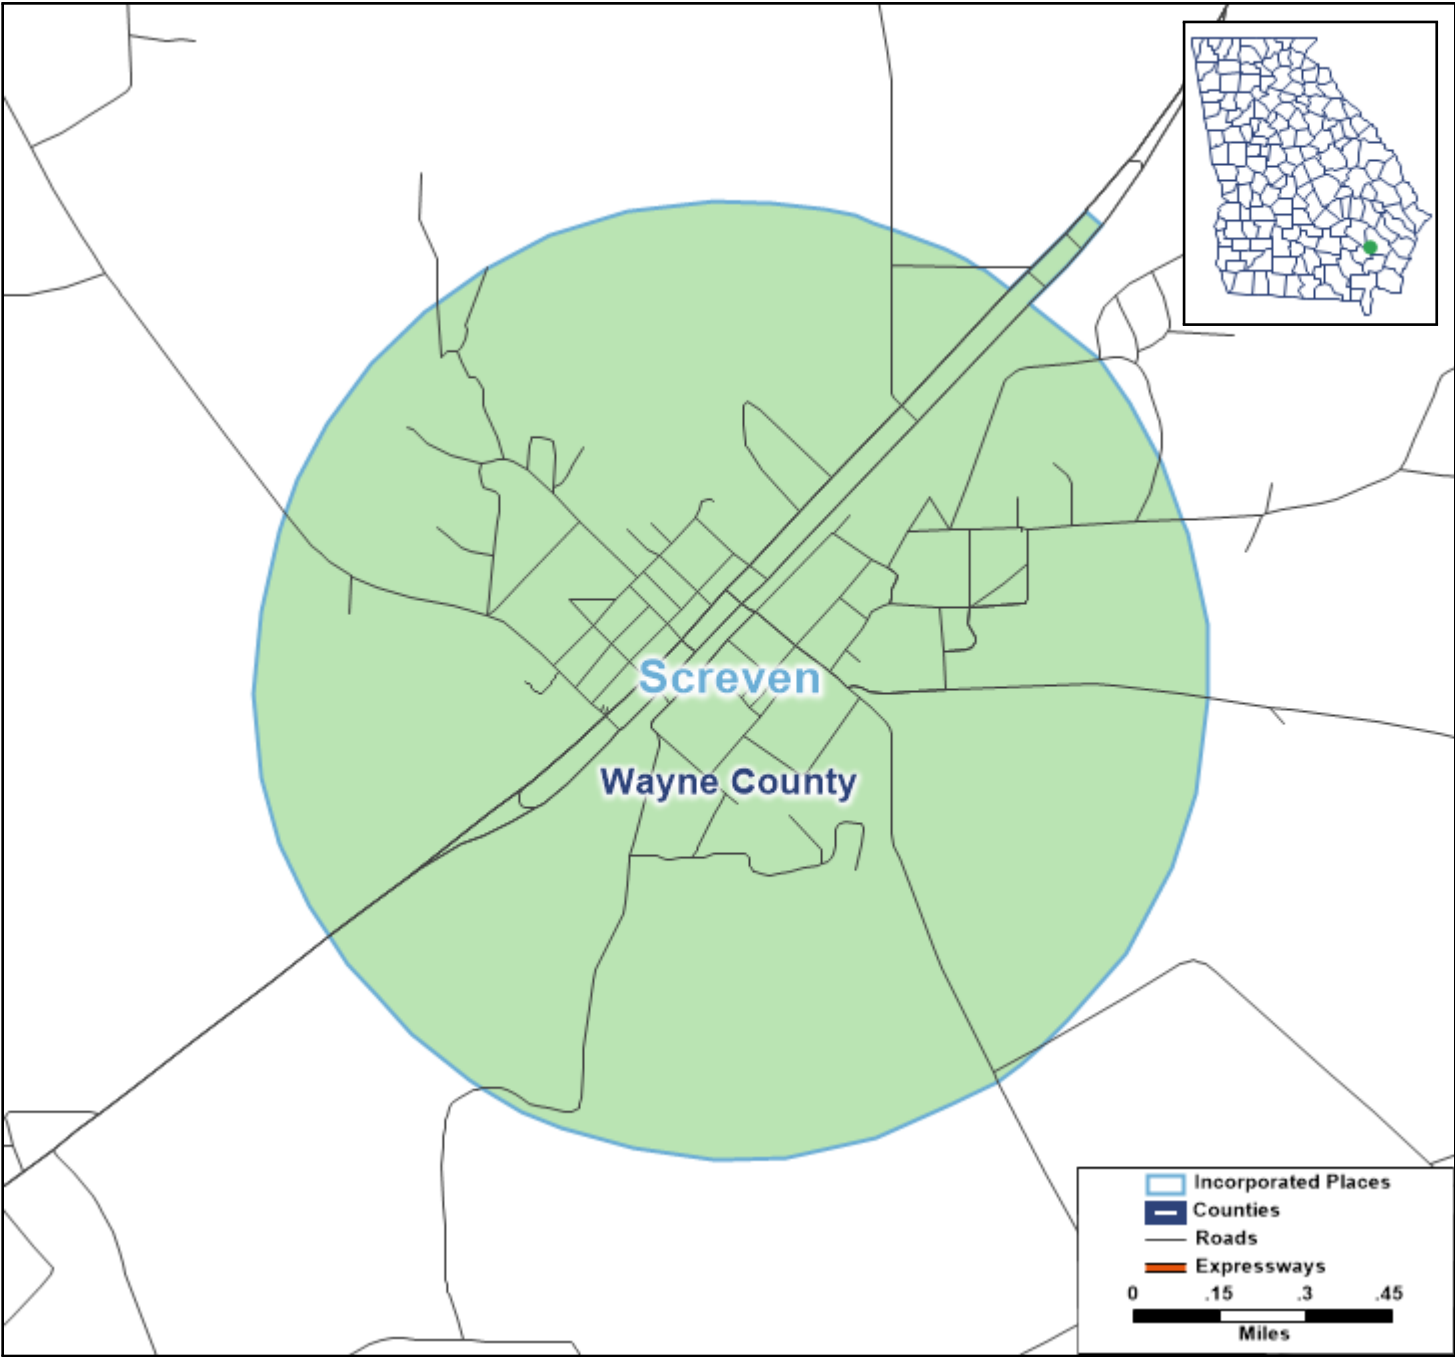 Screven
Wayne County
Incorporated Places
Counties
Roads
Expressways
0 .15 .3 .45
Miles